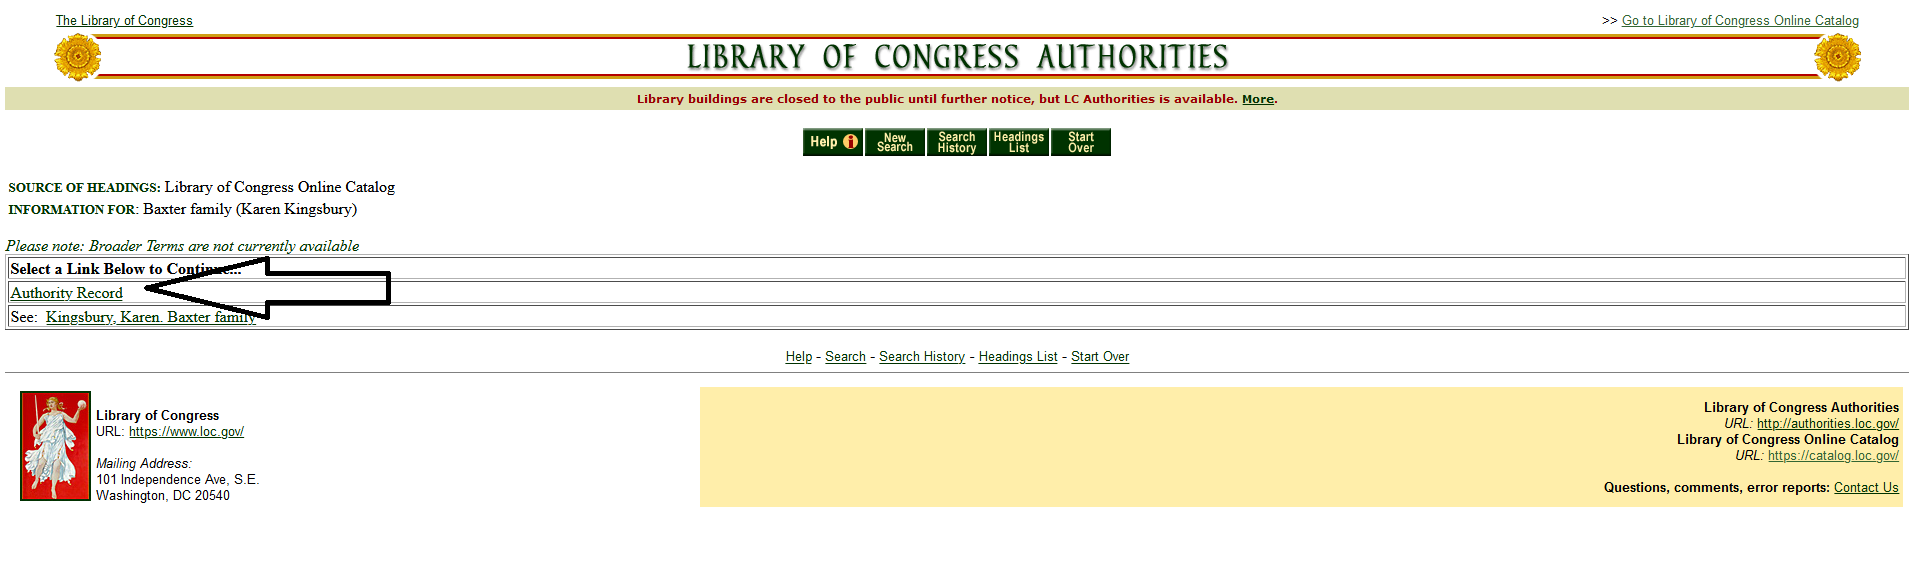 The Library of Congress
>> Go to Library of Congress Online Catalog
LIBRARY OF CONGRESS AUTHORITIES
Library buildings are closed to the public until further notice, but LC Authorities is available. More.
Help i New Search Search History Headings List Start Over
SOURCE OF HEADINGS: Library of Congress Online Catalog
INFORMATION FOR: Baxter family (Karen Kingsbury)
Please note: Broader Terms are not currently available
Select a Link Below to Continue...
Authority Record
See: Kingsbury, Karen. Baxter family
Help - Search - Search History - Headings List - Start Over
Library of Congress
URL: https://www.loc.gov/
Mailing Address:
101 Independence Ave, S.E.
Washington, DC 20540
Library of Congress Authorities
URL: http://authorities.loc.gov/
Library of Congress Online Catalog
URL: https://catalog.loc.gov/
Questions, comments, error reports: Contact Us